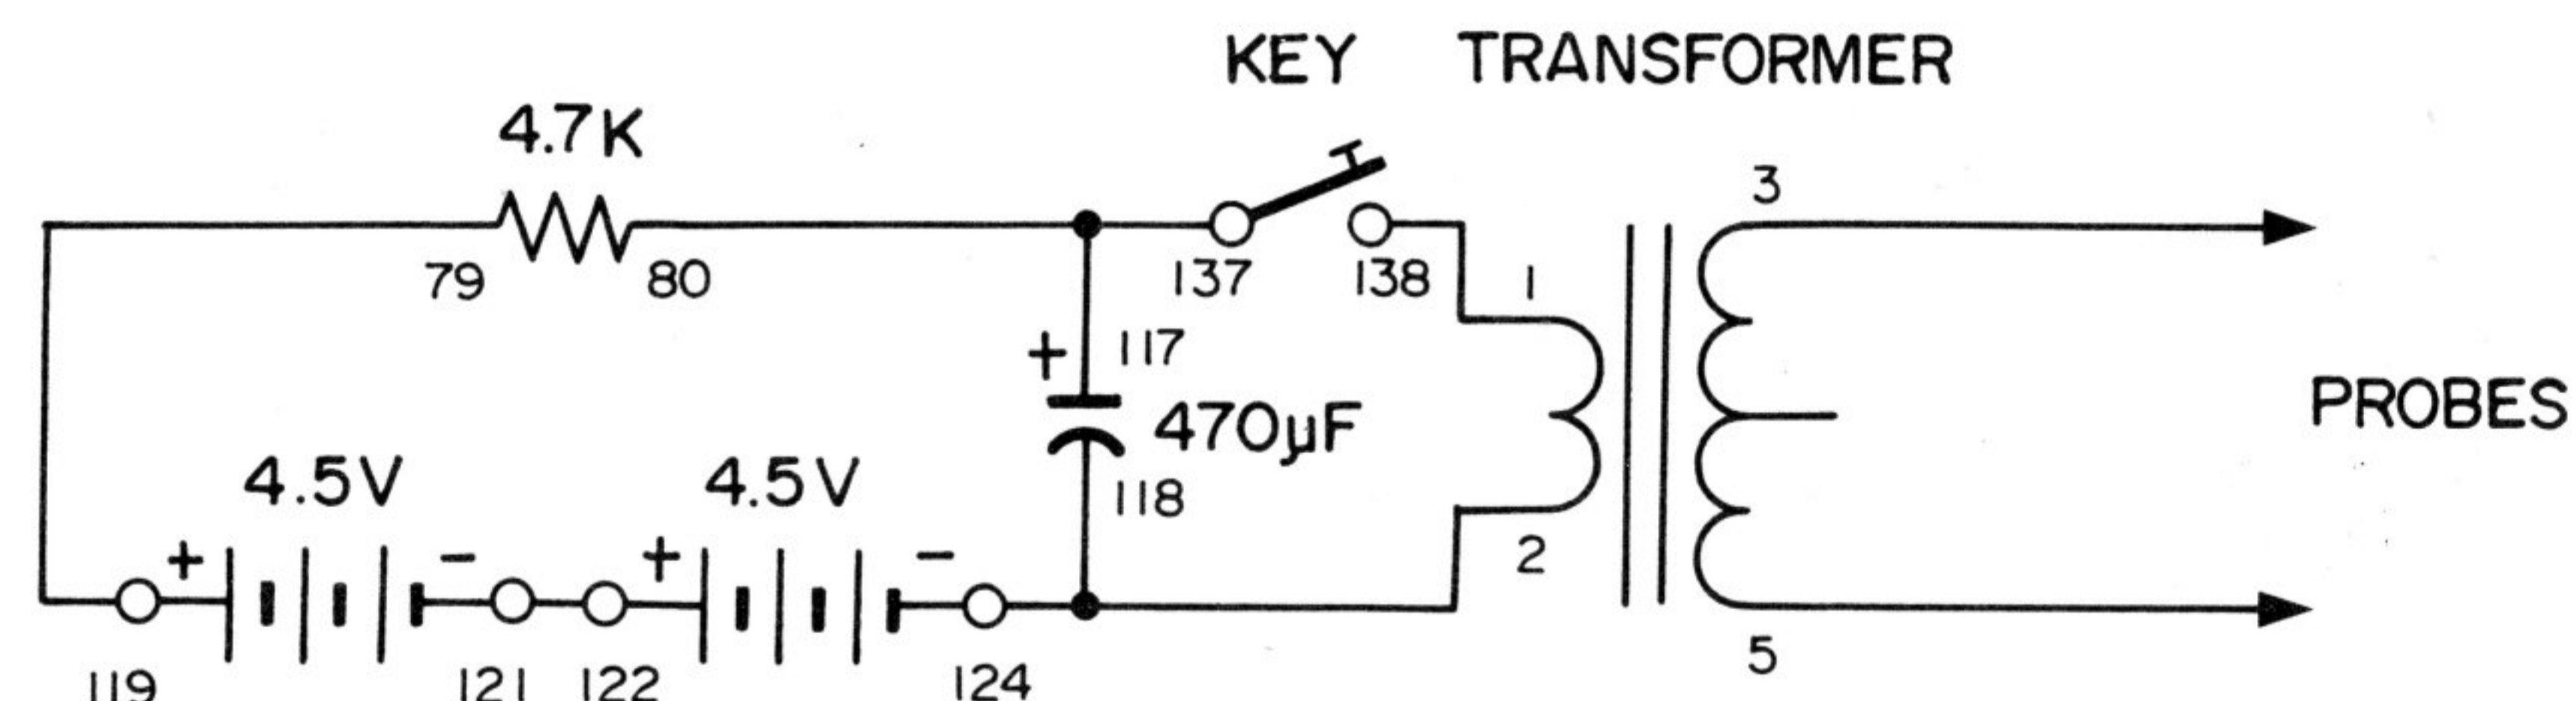 KEY TRANSFORMER
4.7K
3
79 80 137 138 1
+ 117
470µF
PROBES
4.5V 4.5V 118
+ − + − 2
119 121 122 124 5